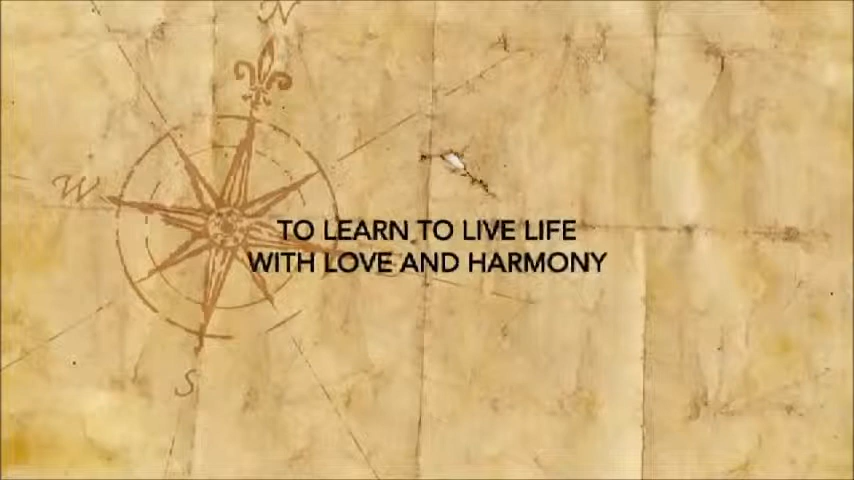 N
W
TO LEARN TO LIVE LIFE
WITH LOVE AND HARMONY
S